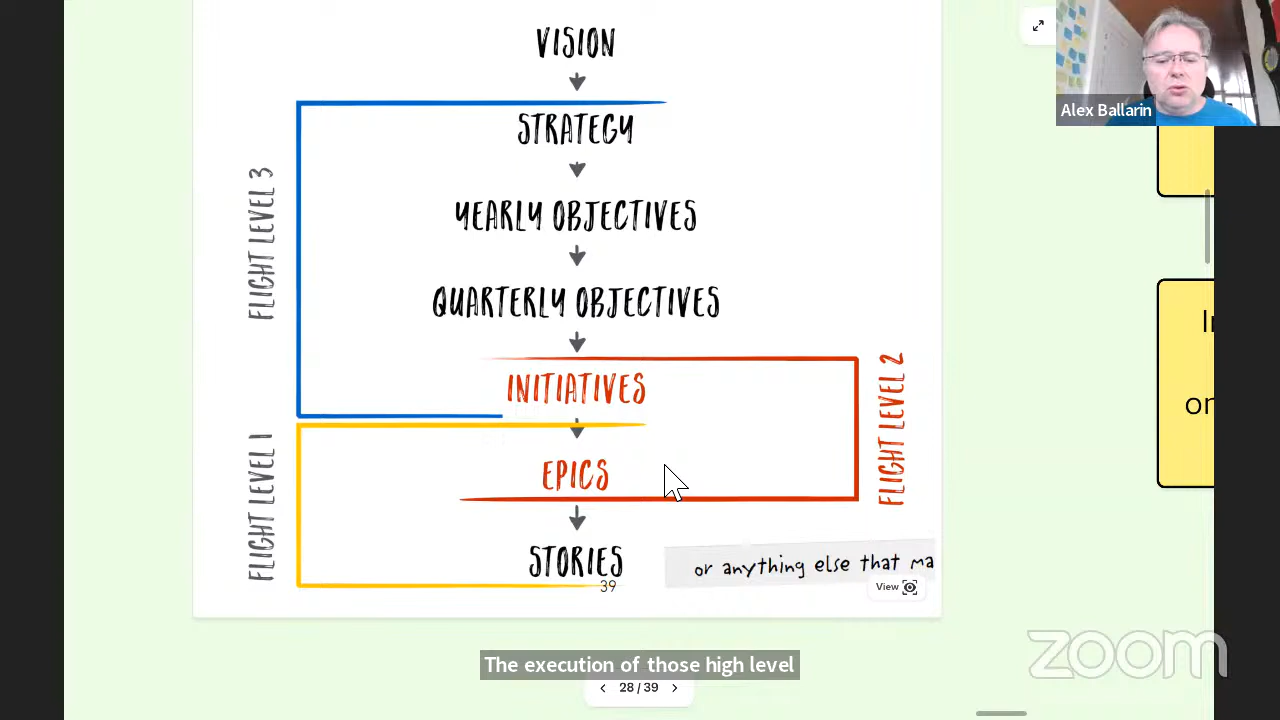 VISION
Alex Ballarin
STRATEGY
FLIGHT LEVEL 3
YEARLY OBJECTIVES
QUARTERLY OBJECTIVES
INITIATIVES
FLIGHT LEVEL 2
EPICS
FLIGHT LEVEL 1
STORIES
39
or anything else that ma
View
The execution of those high level
28 / 39
zoom